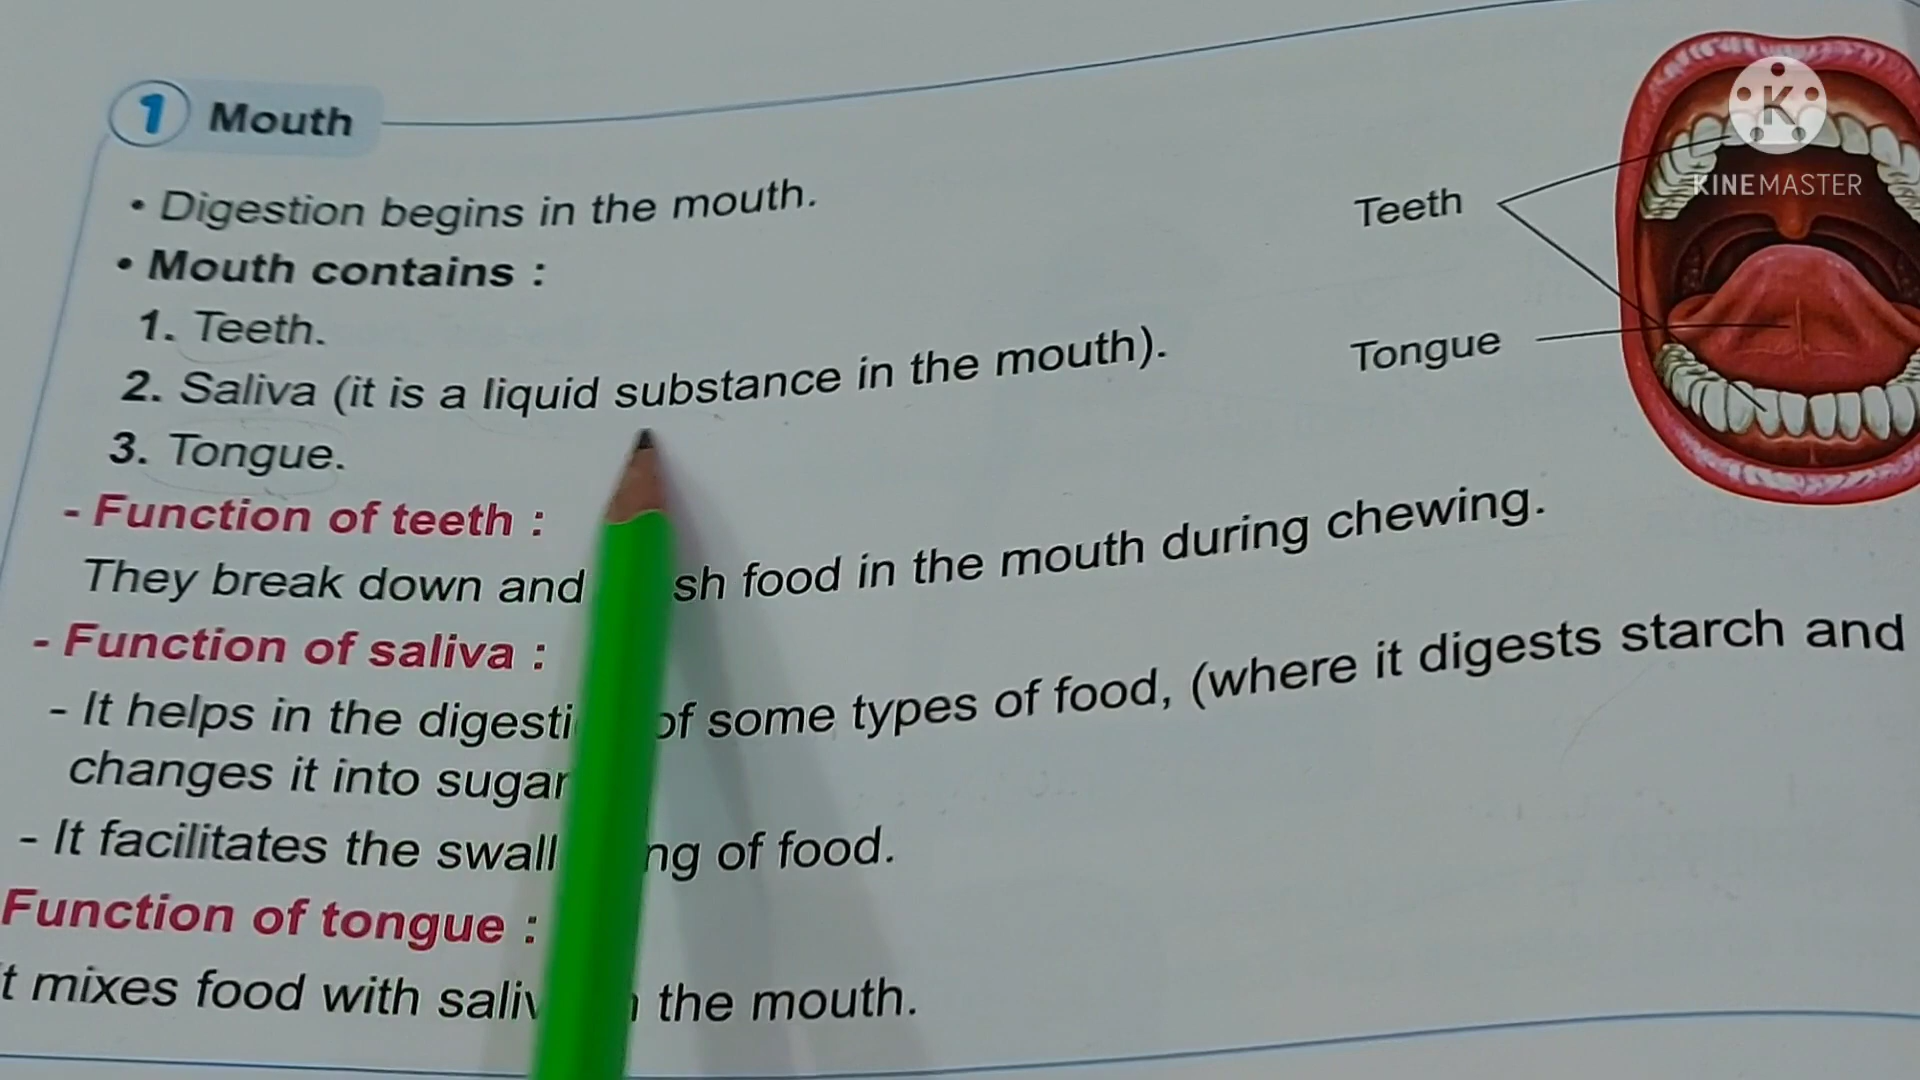 1 Mouth
• Digestion begins in the mouth.
• Mouth contains :
1. Teeth.
2. Saliva (it is a liquid substance in the mouth).
3. Tongue.
- Function of teeth :
They break down and sh food in the mouth during chewing.
- Function of saliva :
- It helps in the digesti of some types of food, (where it digests starch and
changes it into sugar
- It facilitates the swall ng of food.
Function of tongue :
t mixes food with saliv the mouth.
Teeth
Tongue
K
KINEMASTER